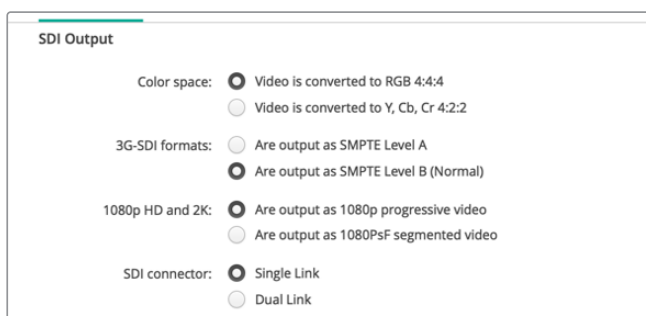 SDI Output
Color space: Video is converted to RGB 4:4:4
Video is converted to Y, Cb, Cr 4:2:2
3G-SDI formats: Are output as SMPTE Level A
Are output as SMPTE Level B (Normal)
1080p HD and 2K: Are output as 1080p progressive video
Are output as 1080PsF segmented video
SDI connector: Single Link
Dual Link